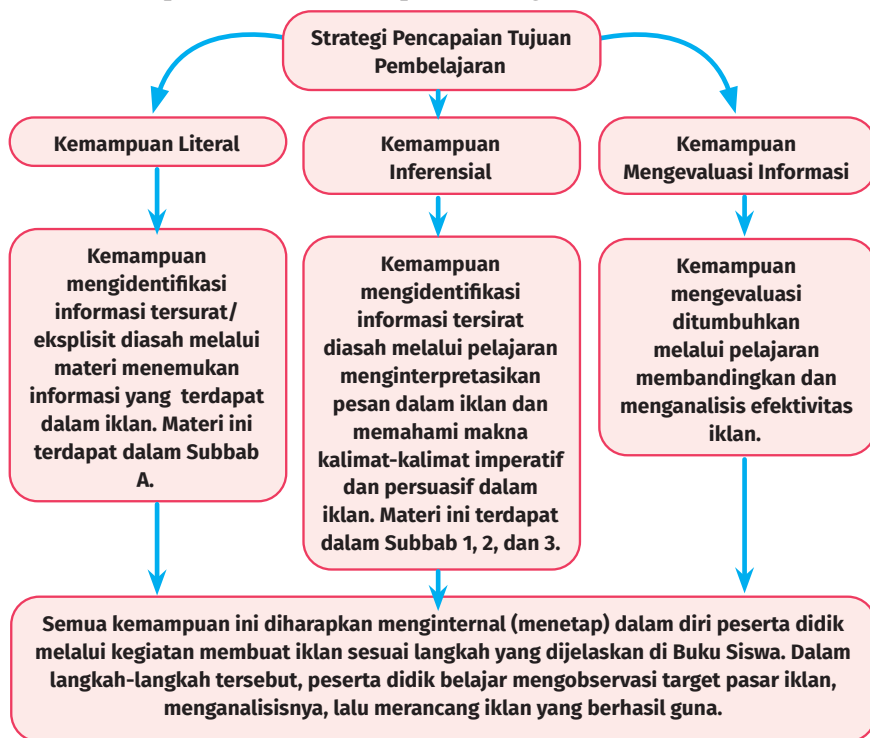 Strategi Pencapaian Tujuan
Pembelajaran
Kemampuan Literal
Kemampuan
Inferensial
Kemampuan
Mengevaluasi Informasi
Kemampuan
mengidentifikasi
informasi tersurat/
eksplisit diasah melalui
materi menemukan
informasi yang terdapat
dalam iklan. Materi ini
terdapat dalam Subbab
A.
Kemampuan
mengidentifikasi
informasi tersirat
diasah melalui pelajaran
menginterpretasikan
pesan dalam iklan dan
memahami makna
kalimat-kalimat imperatif
dan persuasif dalam
iklan. Materi ini terdapat
dalam Subbab 1, 2, dan 3.
Kemampuan
mengevaluasi
ditumbuhkan
melalui pelajaran
membandingkan dan
menganalisis efektivitas
iklan.
Semua kemampuan ini diharapkan menginternal (menetap) dalam diri peserta didik
melalui kegiatan membuat iklan sesuai langkah yang dijelaskan di Buku Siswa. Dalam
langkah-langkah tersebut, peserta didik belajar mengobservasi target pasar iklan,
menganalisisnya, lalu merancang iklan yang berhasil guna.